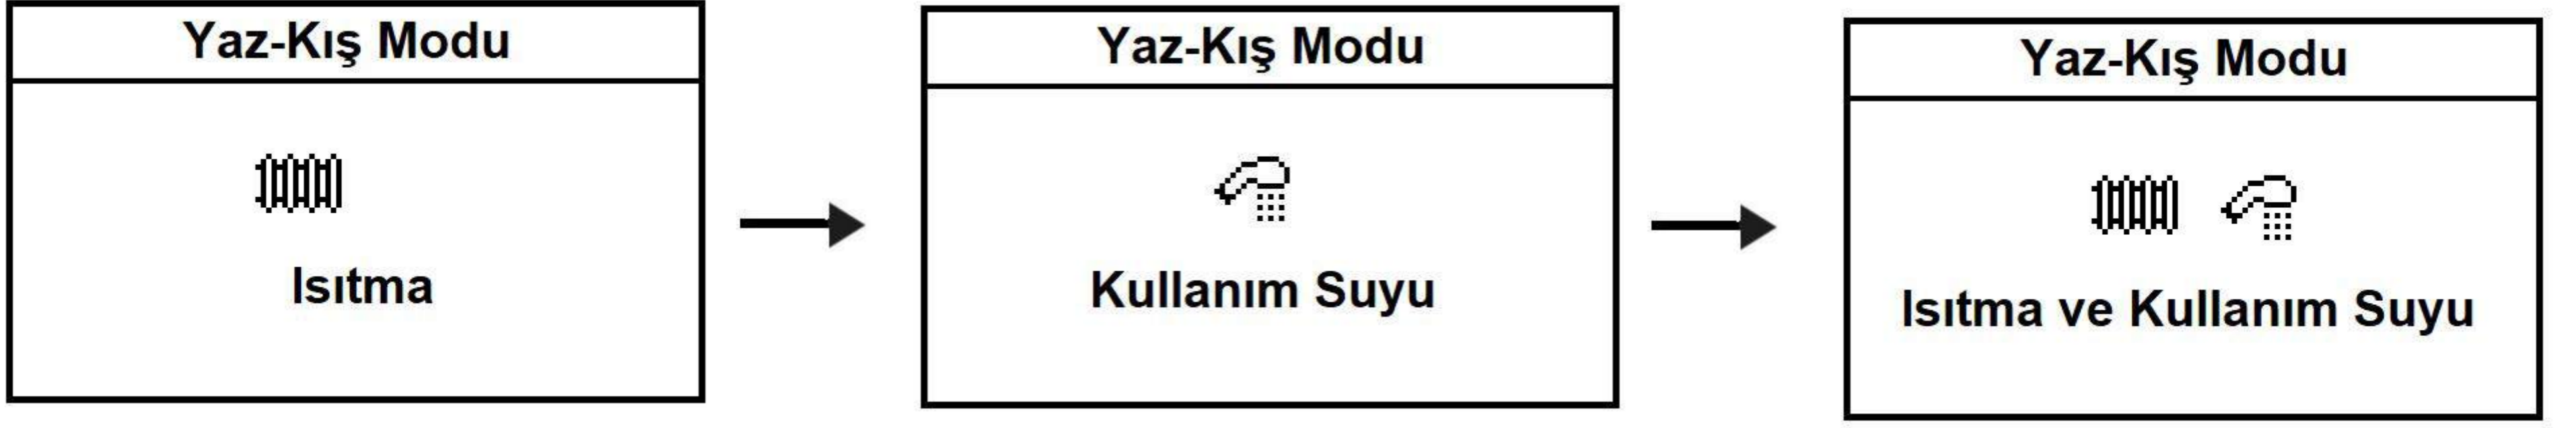 Yaz-Kış Modu
Isıtma
Yaz-Kış Modu
Kullanım Suyu
Yaz-Kış Modu
Isıtma ve Kullanım Suyu